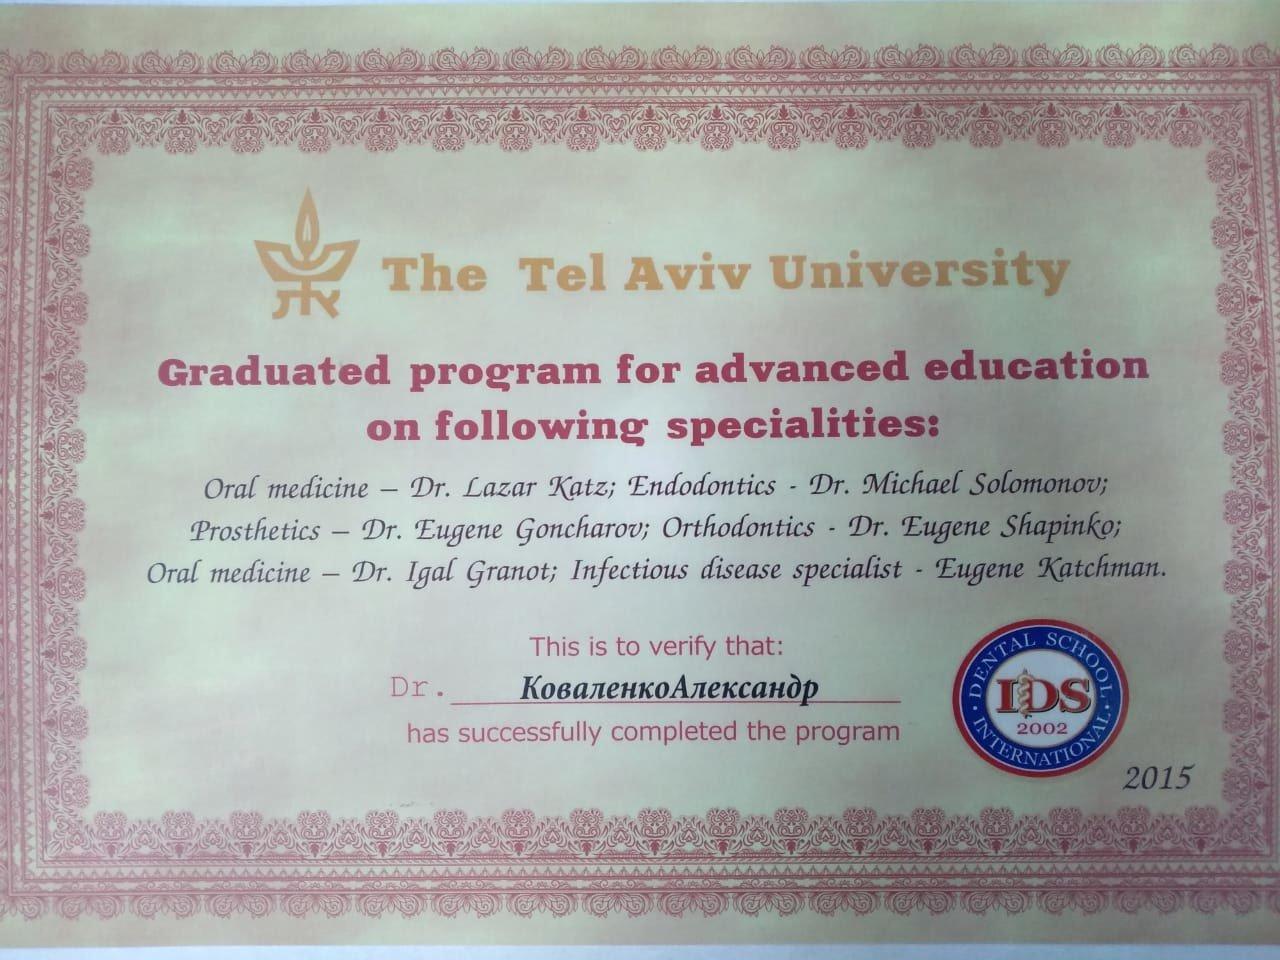 The Tel Aviv University
את
Graduated program for advanced education
on following specialities:
Oral medicine – Dr. Lazar Katz; Endodontics - Dr. Michael Solomonov;
Prosthetics – Dr. Eugene Goncharov; Orthodontics - Dr. Eugene Shapinko;
Oral medicine – Dr. Igal Granot; Infectious disease specialist - Eugene Katchman.
This is to verify that:
Dr. КоваленкоАлександр
has successfully completed the program
DENTAL SCHOOL
IDS
2002
INTERNATIONAL
2015